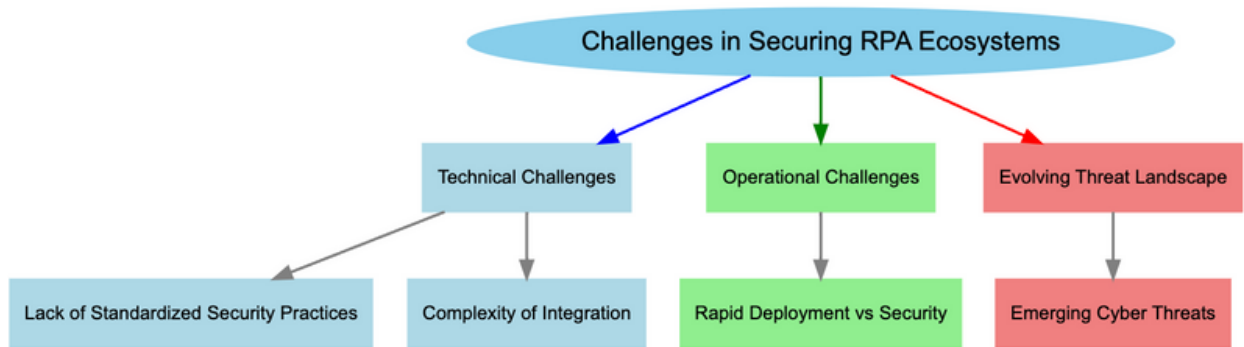 Challenges in Securing RPA Ecosystems
Technical Challenges
Operational Challenges
Evolving Threat Landscape
Lack of Standardized Security Practices
Complexity of Integration
Rapid Deployment vs Security
Emerging Cyber Threats